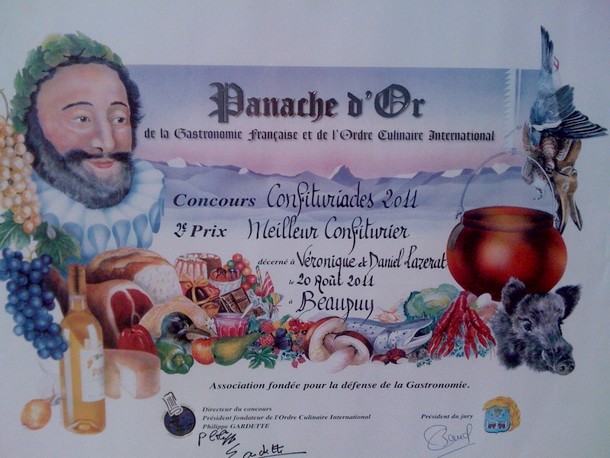 Panache d'Or
de la Gastronomie Française et de l'Ordre Culinaire International
Concours Confituriades 2011
2e Prix Meilleur Confiturier
décerné à Véronique et Daniel Lazerat
le 20 Août 2011
à Beaupuy
Association fondée pour la défense de la Gastronomie.
Directeur du concours
Président fondateur de l'Ordre Culinaire International
Philippe GARDETTE
Président du jury